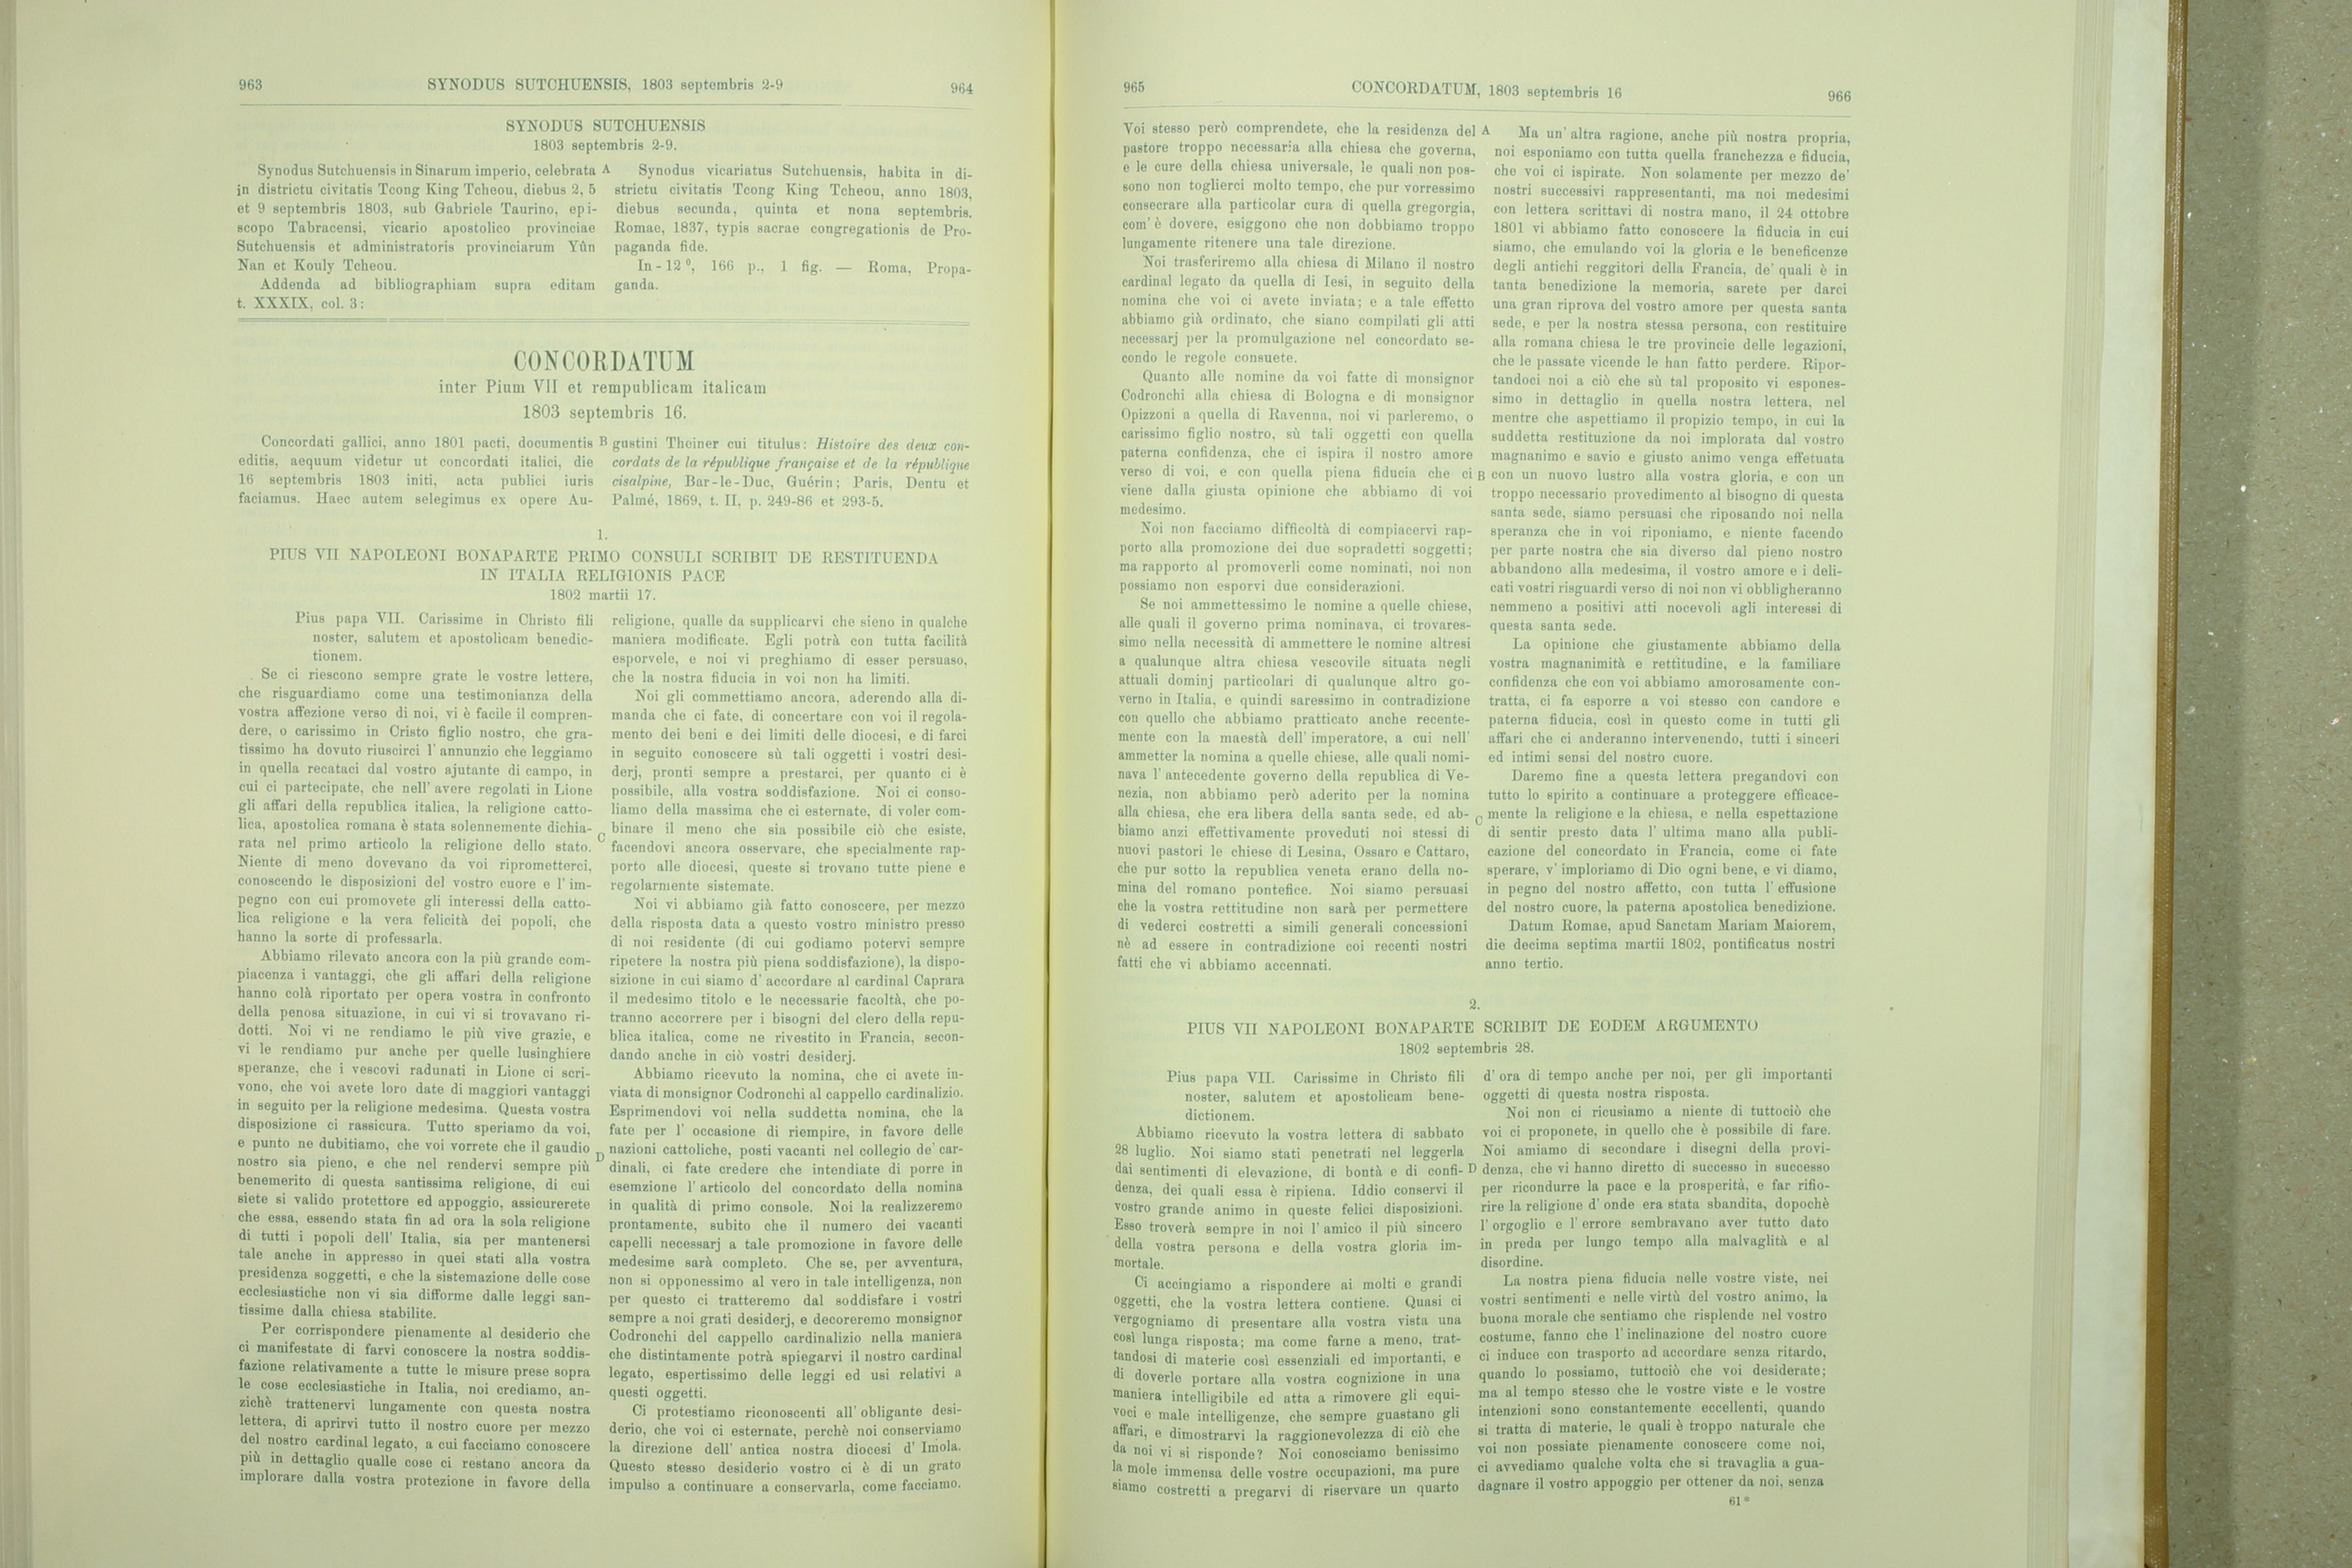 963
SYNODUS SUTCHUENSIS, 1803 septembris 2-9
964
SYNODUS SUTCHUENSIS
1803 septembris 2-9.
Synodus Sutchuensis in Sinarum imperio, celebrata
in districtu civitatis Tcong King Tcheou, diebus 2, 5
et 9 septembris 1803, sub Gabriele Taurino, epi-
scopo Tabracensi, vicario apostolico provinciae
Sutchuensis et administratoris provinciarum Yûn
Nan et Kouly Tcheou.
Addenda ad bibliographiam supra editam
t. XXXIX, col. 3:
A
Synodus vicariatus Sutchuensis, habita in di-
strictu civitatis Tcong King Tcheou, anno 1803,
diebus secunda, quinta et nona septembris.
Romae, 1837, typis sacrae congregationis de Pro-
paganda fide.
In-12⁰, 166 p., 1 fig. — Roma, Propa-
ganda.
CONCORDATUM
inter Pium VII et rempublicam italicam
1803 septembris 16.
Concordati gallici, anno 1801 pacti, documentis
editis, aequum videtur ut concordati italici, die
16 septembris 1803 initi, acta publici iuris
faciamus. Haec autem selegimus ex opere Au-
B
gustini Theiner cui titulus: Histoire des deux con-
cordats de la république française et de la république
cisalpine, Bar-le-Duc, Guérin; Paris, Dentu et
Palmé, 1869, t. II, p. 249-86 et 293-5.
1.
PIUS VII NAPOLEONI BONAPARTE PRIMO CONSULI SCRIBIT DE RESTITUENDA
IN ITALIA RELIGIONIS PACE
1802 martii 17.
Pius papa VII. Carissime in Christo fili
noster, salutem et apostolicam benedic-
tionem.
Se ci riescono sempre grate le vostre lettere,
che risguardiamo come una testimonianza della
vostra affezione verso di noi, vi è facile il compren-
dere, o carissimo in Cristo figlio nostro, che gra-
tissimo ha dovuto riuscirci l' annunzio che leggiamo
in quella recataci dal vostro ajutante di campo, in
cui ci partecipate, che nell' avere regolati in Lione
gli affari della republica italica, la religione catto-
lica, apostolica romana è stata solennemente dichia-
rata nel primo articolo la religione dello stato.
Niente di meno dovevano da voi ripromettersi,
conoscendo le disposizioni del vostro cuore e l' im-
pegno con cui promovete gli interessi della catto-
lica religione e la vera felicità dei popoli, che
hanno la sorte di professarla.
Abbiamo rilevato ancora con la più grande com-
piacenza i vantaggi, che gli affari della religione
hanno colà riportato per opera vostra in confronto
della penosa situazione, in cui vi si trovavano ri-
dotti. Noi vi ne rendiamo le più vive grazie, e
vi le rendiamo pur anche per quelle lusinghiere
speranze, che i vescovi radunati in Lione ci scri-
vono, che voi avete loro date di maggiori vantaggi
in seguito per la religione medesima. Questa vostra
disposizione ci rassicura. Tutto speriamo da voi,
e punto ne dubitiamo, che voi vorrete che il gaudio
nostro sia pieno, e che nel rendervi sempre più
benemerito di questa santissima religione, di cui
siete si valido protettore ed appoggio, assicurerete
che essa, essendo stata fin ad ora la sola religione
di tutti i popoli dell' Italia, sia per mantenersi
tale anche in appresso in quei stati alla vostra
presidenza soggetti, e che la sistemazione delle cose
ecclesiastiche non vi sia difforme dalle leggi san-
tissime dalla chiesa stabilite.
Per corrispondere pienamente al desiderio che
ci manifestate di farvi conoscere la nostra soddis-
fazione relativamente a tutte le misure prese sopra
le cose ecclesiastiche in Italia, noi crediamo, an-
zichè trattenervi lungamente con questa nostra
lettera, di aprirvi tutto il nostro cuore per mezzo
del nostro cardinal legato, a cui facciamo conoscere
più in dettaglio qualle cose ci restano ancora da
implorare dalla vostra protezione in favore della
C
D
religione, qualle da supplicarvi che sieno in qualche
maniera modificate. Egli potrà con tutta facilità
esporvele, e noi vi preghiamo di esser persuaso,
che la nostra fiducia in voi non ha limiti.
Noi gli commettiamo ancora, aderendo alla di-
manda che ci fate, di concertare con voi il regola-
mento dei beni e dei limiti delle diocesi, e di farci
in seguito conoscere sù tali oggetti i vostri desi-
derj, pronti sempre a prestarci, per quanto ci è
possibile, alla vostra soddisfazione. Noi ci conso-
liamo della massima che ci esternate, di voler com-
binare il meno che sia possibile ciò che esiste,
facendovi ancora osservare, che specialmente rap-
porto alle diocesi, queste si trovano tutte piene e
regolarmente sistemate.
Noi vi abbiamo già fatto conoscere, per mezzo
della risposta data a questo vostro ministro presso
di noi residente (di cui godiamo potervi sempre
ripetere la nostra più piena soddisfazione), la dispo-
sizione in cui siamo d' accordare al cardinal Caprara
il medesimo titolo e le necessarie facoltà, che po-
tranno accorrere per i bisogni del clero della repu-
blica italica, come ne rivestito in Francia, secon-
dando anche in ciò vostri desiderj.
Abbiamo ricevuto la nomina, che ci avete in-
viata di monsignor Codronchi al cappello cardinalizio.
Esprimendovi voi nella suddetta nomina, che la
fate per l' occasione di riempire, in favore delle
nazioni cattoliche, posti vacanti nel collegio de' car-
dinali, ci fate credere che intendiate di porre in
esemzione l' articolo del concordato della nomina
in qualità di primo console. Noi la realizzeremo
prontamente, subito che il numero dei vacanti
capelli necessarj a tale promozione in favore delle
medesime sarà completo. Che se, per avventura,
non si opponessimo al vero in tale intelligenza, non
per questo ci tratteremo dal soddisfare i vostri
sempre a noi grati desiderj, e decoreremo monsignor
Codronchi del cappello cardinalizio nella maniera
che distintamente potrà spiegarvi il nostro cardinal
legato, espertissimo delle leggi ed usi relativi a
questi oggetti.
Ci protestiamo riconoscenti all' obligante desi-
derio, che voi ci esternate, perchè noi conserviamo
la direzione dell' antica nostra diocesi d' Imola.
Questo stesso desiderio vostro ci è di un grato
impulso a continuare a conservarla, come facciamo.
965
CONCORDATUM, 1803 septembris 16
966
Voi stesso però comprendete, che la residenza del
pastore troppo necessaria alla chiesa che governa,
e le cure della chiesa universale, le quali non pos-
sono non toglierci molto tempo, che pur vorressimo
consecrare alla particolar cura di quella gregorgia,
com' è dovere, esiggono che non dobbiamo troppo
lungamente ritenere una tale direzione.
Noi trasferiremo alla chiesa di Milano il nostro
cardinal legato da quella di Iesi, in seguito della
nomina che voi ci avete inviata; e a tale effetto
abbiamo già ordinato, che siano compilati gli atti
necessarj per la promulgazione nel concordato se-
condo le regole consuete.
Quanto alle nomine da voi fatte di monsignor
Codronchi alla chiesa di Bologna e di monsignor
Opizzoni a quella di Ravenna, noi vi parleremo, o
carissimo figlio nostro, sù tali oggetti con quella
paterna confidenza, che ci ispira il nostro amore
verso di voi, e con quella piena fiducia che ci
viene dalla giusta opinione che abbiamo di voi
medesimo.
Noi non facciamo difficoltà di compiacervi rap-
porto alla promozione dei due sopradetti soggetti;
ma rapporto al promoverli come nominati, noi non
possiamo non esporvi due considerazioni.
Se noi ammettessimo le nomine a quelle chiese,
alle quali il governo prima nominava, ci trovares-
simo nella necessità di ammettere le nomine altresi
a qualunque altra chiesa vescovile situata negli
attuali dominj particolari di qualunque altro go-
verno in Italia, e quindi saressimo in contradizione
con quello che abbiamo pratticato anche recente-
mente con la maestà dell' imperatore, a cui nell'
ammetter la nomina a quelle chiese, alle quali nomi-
nava l' antecedente governo della republica di Ve-
nezia, non abbiamo però aderito per la nomina
alla chiesa, che era libera della santa sede, ed ab-
biamo anzi effettivamente proveduti noi stessi di
nuovi pastori le chiese di Lesina, Ossaro e Cattaro,
che pur sotto la republica veneta erano della no-
mina del romano pontefice. Noi siamo persuasi
che la vostra rettitudine non sarà per permettere
di vederci costretti a simili generali concessioni
nè ad essere in contradizione coi recenti nostri
fatti che vi abbiamo accennati.
A
B
C
Ma un' altra ragione, anche più nostra propria,
noi esponiamo con tutta quella franchezza e fiducia,
che voi ci ispirate. Non solamente per mezzo de'
nostri successivi rappresentanti, ma noi medesimi
con lettera scrittavi di nostra mano, il 24 ottobre
1801 vi abbiamo fatto conoscere la fiducia in cui
siamo, che emulando voi la gloria e le beneficenze
degli antichi reggitori della Francia, de' quali è in
tanta benedizione la memoria, sarete per darci
una gran riprova del vostro amore per questa santa
sede, e per la nostra stessa persona, con restituire
alla romana chiesa le tre provincie delle legazioni,
che le passate vicende le han fatto perdere. Ripor-
tandoci noi a ciò che sù tal proposito vi espones-
simo in dettaglio in quella nostra lettera, nel
mentre che aspettiamo il propizio tempo, in cui la
suddetta restituzione da noi implorata dal vostro
magnanimo e savio e giusto animo venga effetuata
con un nuovo lustro alla vostra gloria, e con un
troppo necessario provedimento al bisogno di questa
santa sede, siamo persuasi che riposando noi nella
speranza che in voi riponiamo, e niente facendo
per parte nostra che sia diverso dal pieno nostro
abbandono alla medesima, il vostro amore e i deli-
cati vostri risguardi verso di noi non vi obbligheranno
nemmeno a positivi atti nocevoli agli interessi di
questa santa sede.
La opinione che giustamente abbiamo della
vostra magnanimità e rettitudine, e la familiare
confidenza che con voi abbiamo amorosamente con-
tratta, ci fa esporre a voi stesso con candore e
paterna fiducia, così in questo come in tutti gli
affari che ci anderanno intervenendo, tutti i sinceri
ed intimi sensi del nostro cuore.
Daremo fine a questa lettera pregandovi con
tutto lo spirito a continuare a proteggere efficace-
mente la religione e la chiesa, e nella espettazione
di sentir presto data l' ultima mano alla publi-
cazione del concordato in Francia, come ci fate
sperare, v' imploriamo di Dio ogni bene, e vi diamo,
in pegno del nostro affetto, con tutta l' effusione
del nostro cuore, la paterna apostolica benedizione.
Datum Romae, apud Sanctam Mariam Maiorem,
die decima septima martii 1802, pontificatus nostri
anno tertio.
2.
PIUS VII NAPOLEONI BONAPARTE SCRIBIT DE EODEM ARGUMENTO
1802 septembris 28.
Pius papa VII. Carissime in Christo fili
noster, salutem et apostolicam bene-
dictionem.
Abbiamo ricevuto la vostra lettera di sabbato
28 luglio. Noi siamo stati penetrati nel leggerla
dai sentimenti di elevazione, di bontà e di confi-
denza, dei quali essa è ripiena. Iddio conservi il
vostro grande animo in queste felici disposizioni.
Esso troverà sempre in noi l' amico il più sincero
della vostra persona e della vostra gloria im-
mortale.
Ci accingiamo a rispondere ai molti e grandi
oggetti, che la vostra lettera contiene. Quasi ci
vergogniamo di presentare alla vostra vista una
così lunga risposta; ma come farne a meno, trat-
tandosi di materie così essenziali ed importanti, e
di doverle portare alla vostra cognizione in una
maniera intelligibile ed atta a rimovere gli equi-
voci e male intelligenze, che sempre guastano gli
affari, e dimostrarvi la raggionevolezza di ciò che
da noi vi si risponde? Noi conosciamo benissimo
la mole immensa delle vostre occupazioni, ma pure
siamo costretti a pregarvi di riservare un quarto
D
d' ora di tempo anche per noi, per gli importanti
oggetti di questa nostra risposta.
Noi non ci ricusiamo a niente di tuttociò che
voi ci proponete, in quello che è possibile di fare.
Noi amiamo di secondare i disegni della provi-
denza, che vi hanno diretto di successo in successo
per ricondurre la pace e la prosperità, e far rifio-
rire la religione d' onde era stata sbandita, dopochè
l' orgoglio e l' errore sembravano aver tutto dato
in preda per lungo tempo alla malvaglità e al
disordine.
La nostra piena fiducia nelle vostre viste, nei
vostri sentimenti e nelle virtù del vostro animo, la
buona morale che sentiamo che risplende nel vostro
costume, fanno che l' inclinazione del nostro cuore
ci induce con trasporto ad accordare senza ritardo,
quando lo possiamo, tuttociò che voi desiderate;
ma al tempo stesso che le vostre viste e le vostre
intenzioni sono constantemente eccellenti, quando
si tratta di materie, le quali è troppo naturale che
voi non possiate pienamente conoscere come noi,
ci avvediamo qualche volta che si travaglia a gua-
dagnare il vostro appoggio per ottener da noi, senza
61*